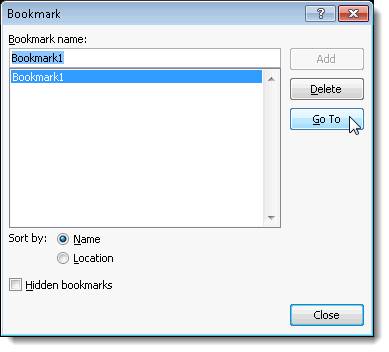 Bookmark
Bookmark name:
Bookmark1
Add
Bookmark1
Delete
Go To
Sort by:
Name
Location
Hidden bookmarks
Close